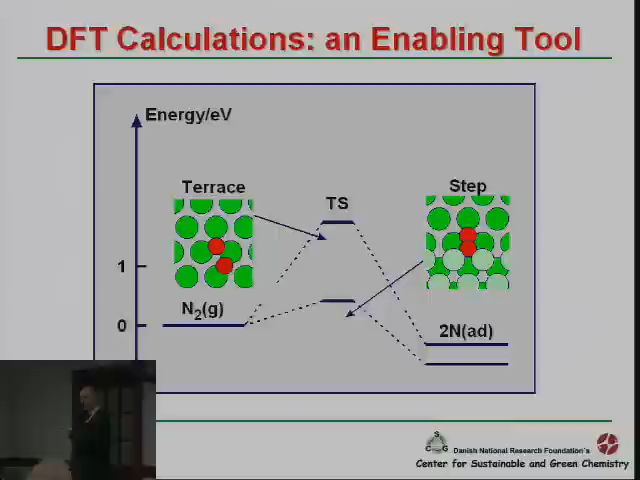 DFT Calculations: an Enabling Tool
Energy/eV
Terrace
TS
Step
1
N2(g)
0
2N(ad)
C S G
Danish National Research Foundation's
Center for Sustainable and Green Chemistry